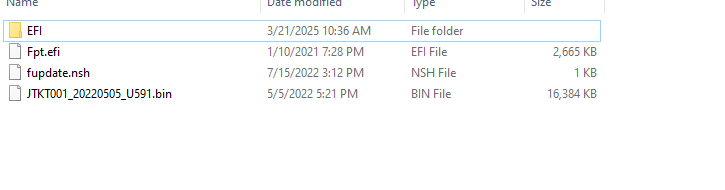 Name Date modified Type Size
EFI 3/21/2025 10:36 AM File folder
Fpt.efi 1/10/2021 7:28 PM EFI File 2,665 KB
fupdate.nsh 7/15/2022 3:12 PM NSH File 1 KB
JTKT001_20220505_U591.bin 5/5/2022 5:21 PM BIN File 16,384 KB